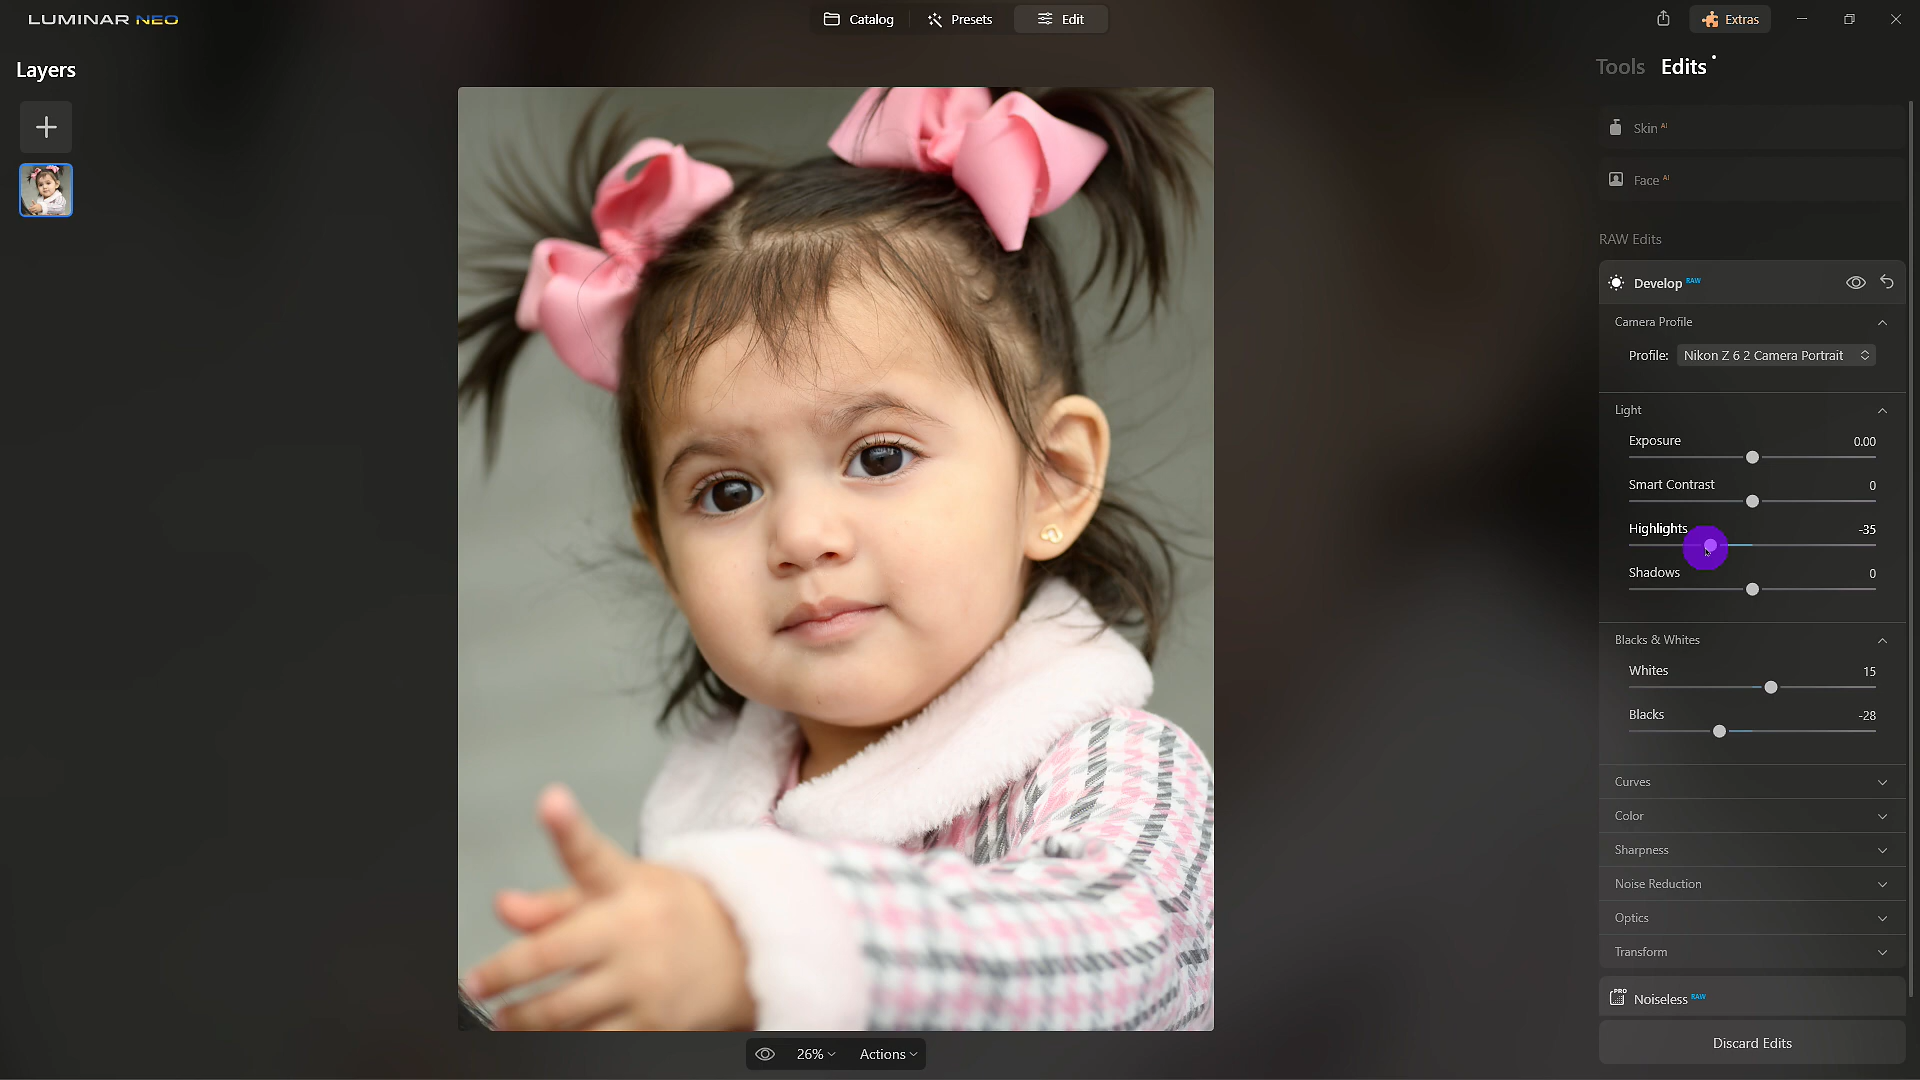 LUMINAR NEO
Catalog
Presets
Edit
Extras
Layers
Tools Edits
Skin AI
Face AI
RAW Edits
Develop RAW
Camera Profile
Profile: Nikon Z 6 2 Camera Portrait
Light
Exposure 0.00
Smart Contrast 0
Highlights -35
Shadows 0
Blacks & Whites
Whites 15
Blacks -28
Curves
Color
Sharpness
Noise Reduction
Optics
Transform
PRO
Noiseless RAW
Discard Edits
26% Actions